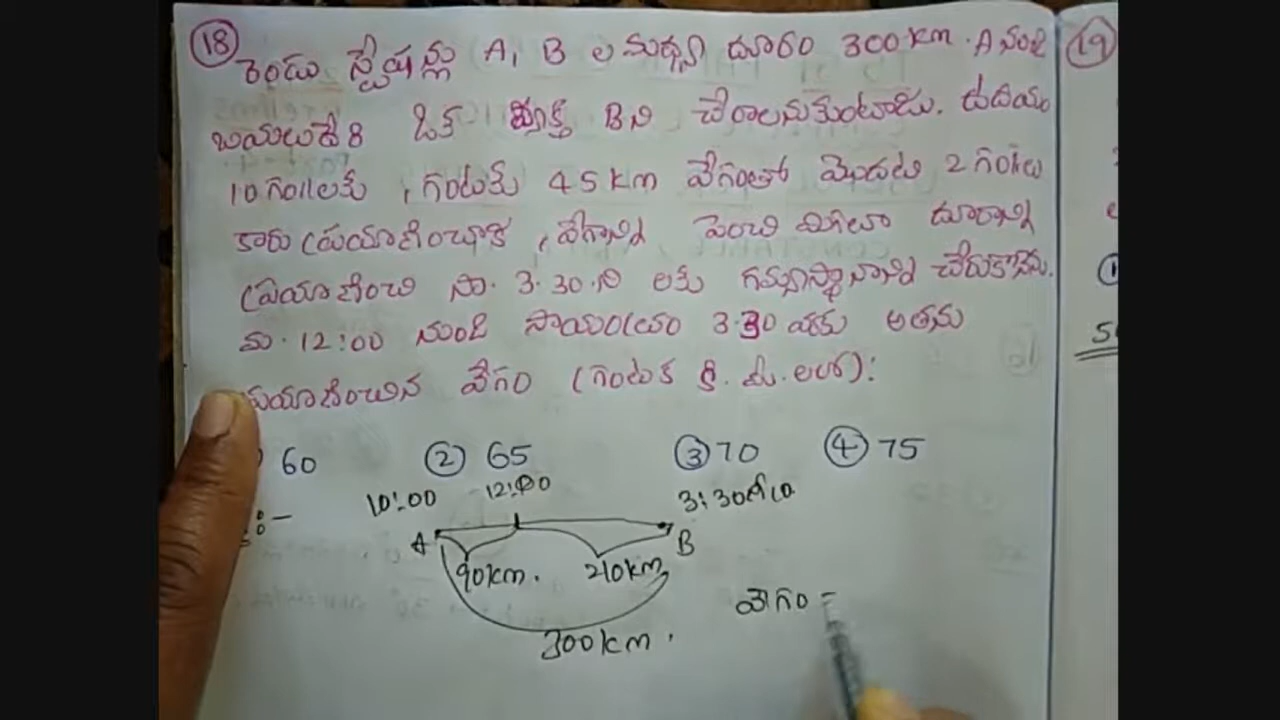 18 రెండు స్టేషన్లు A, B ల మధ్య దూరం 300 km. A నుండి
బయలుదేరి ఒక వ్యక్తి B ని చేరాలనుకుంటాడు. ఉదయం
10 గం॥లకు, గంటకు 45 km వేగంతో మొదటి 2 గం॥లు
కారు ప్రయాణించాక, వేగాన్ని పెంచి మిగిలిన దూరాన్ని
ప్రయాణించి సా. 3.30 ని లకు గమ్యస్థానాన్ని చేరుకొనెను.
మ. 12:00 నుండి సాయంత్రం 3.30 వరకు అతను
ప్రయాణించిన వేగం (గంటకు కి. మీ. లలో):
60 2 65 3 70 4 75
10:00 12:00 3:30ని॥
A B
90km. 210km
300km.
వేగం =
19